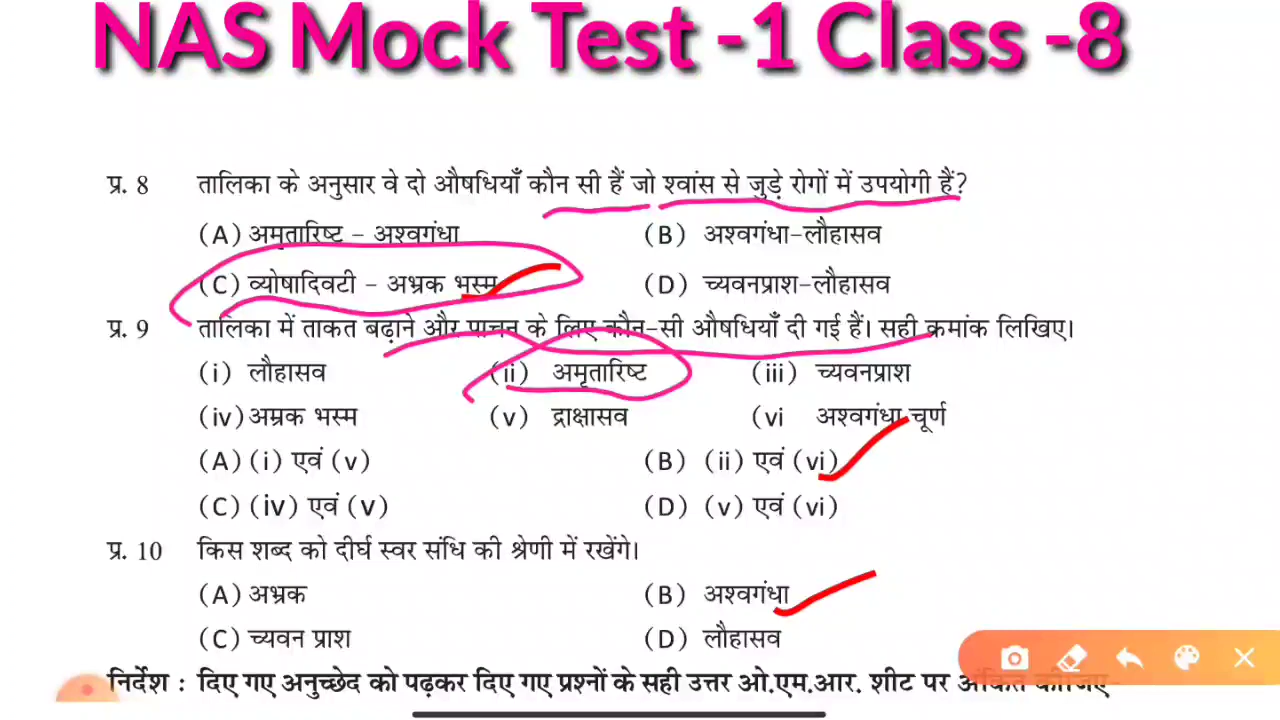 NAS Mock Test -1 Class -8
प्र. 8 तालिका के अनुसार वे दो औषधियाँ कौन सी हैं जो श्वांस से जुड़े रोगों में उपयोगी हैं?
(A) अमृतारिष्ट - अश्वगंधा (B) अश्वगंधा-लौहासव
(C) व्योषादिवटी - अभ्रक भस्म (D) च्यवनप्राश-लौहासव
प्र. 9 तालिका में ताकत बढ़ाने और पाचन के लिए कौन-सी औषधियाँ दी गई हैं। सही क्रमांक लिखिए।
(i) लौहासव (ii) अमृतारिष्ट (iii) च्यवनप्राश
(iv) अम्रक भस्म (v) द्राक्षासव (vi अश्वगंधा चूर्ण
(A) (i) एवं (v) (B) (ii) एवं (vi)
(C) (iv) एवं (v) (D) (v) एवं (vi)
प्र. 10 किस शब्द को दीर्घ स्वर संधि की श्रेणी में रखेंगे।
(A) अभ्रक (B) अश्वगंधा
(C) च्यवन प्राश (D) लौहासव
निर्देश : दिए गए अनुच्छेद को पढ़कर दिए गए प्रश्नों के सही उत्तर ओ.एम.आर. शीट पर अंकित कीजिए-